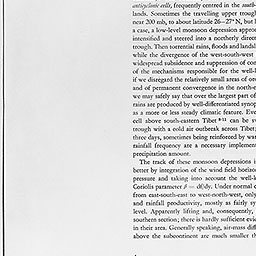 anticyclonic cells, frequently centred in the south-
lands. Sometimes the travelling upper troug
near 200 mb, to about latitude 26–27° N, but l
a case, a low-level monsoon depression appro
intensified and steered into a northerly direct
trough. Then torrential rains, floods and landsl
while the divergence of the west-south-west
widespread subsidence and suppression of con
of the mechanisms responsible for the well-k
if we disregard the relatively small areas of oro
and of permanent convergence in the north-e
we may safely say that over the largest part of
rains are produced by well-differentiated synop
as a more or less steady climatic feature. Eve
cell above south-eastern Tibet can be sv
trough with a cold air outbreak across Tibet;
three days, sometimes being reinforced by war
rainfall frequency are a necessary implement
precipitation amount.
The track of these monsoon depressions is
better by integration of the wind field horizon
pressure and taking into account the well-k
Coriolis parameter β = df/dy. Under normal c
from east-south-east to west-north-west, only
and rainfall productivity, mostly as fairly sy
level. Apparently lifting and, consequently,
southern section; there is hardly sufficient evic
in their area. Generally speaking, air-mass diff
above the subcontinent are much smaller th